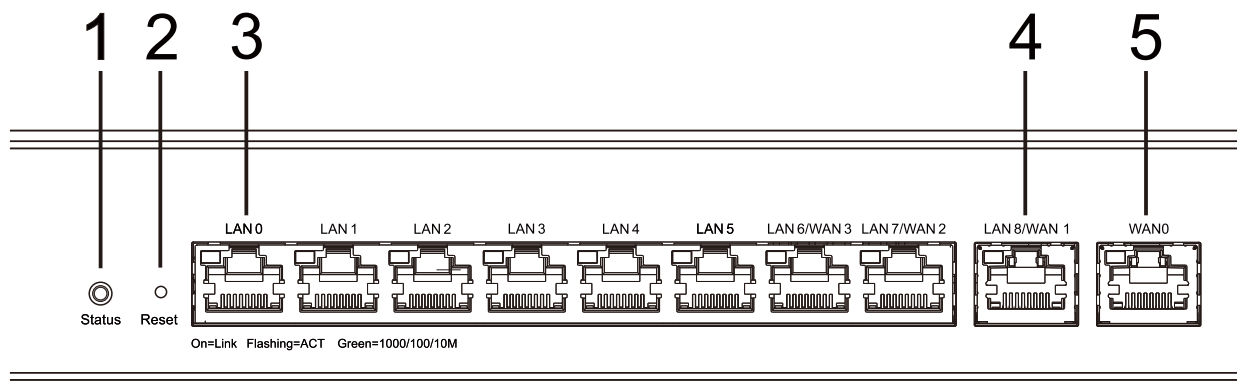 1 2 3 4 5
LAN 0 LAN 1 LAN 2 LAN 3 LAN 4 LAN 5 LAN 6/WAN 3 LAN 7/WAN 2 LAN 8/WAN 1 WAN0
Status Reset
On=Link Flashing=ACT Green=1000/100/10M